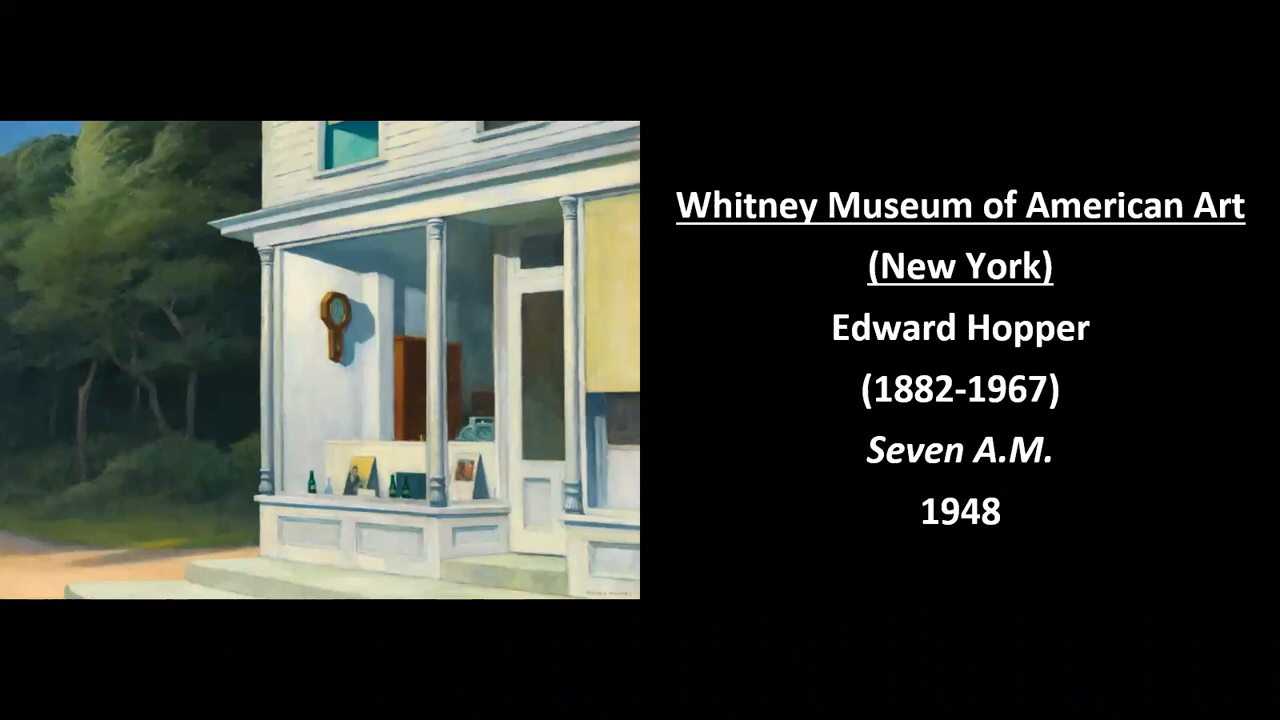 Whitney Museum of American Art
(New York)
Edward Hopper
(1882-1967)
Seven A.M.
1948